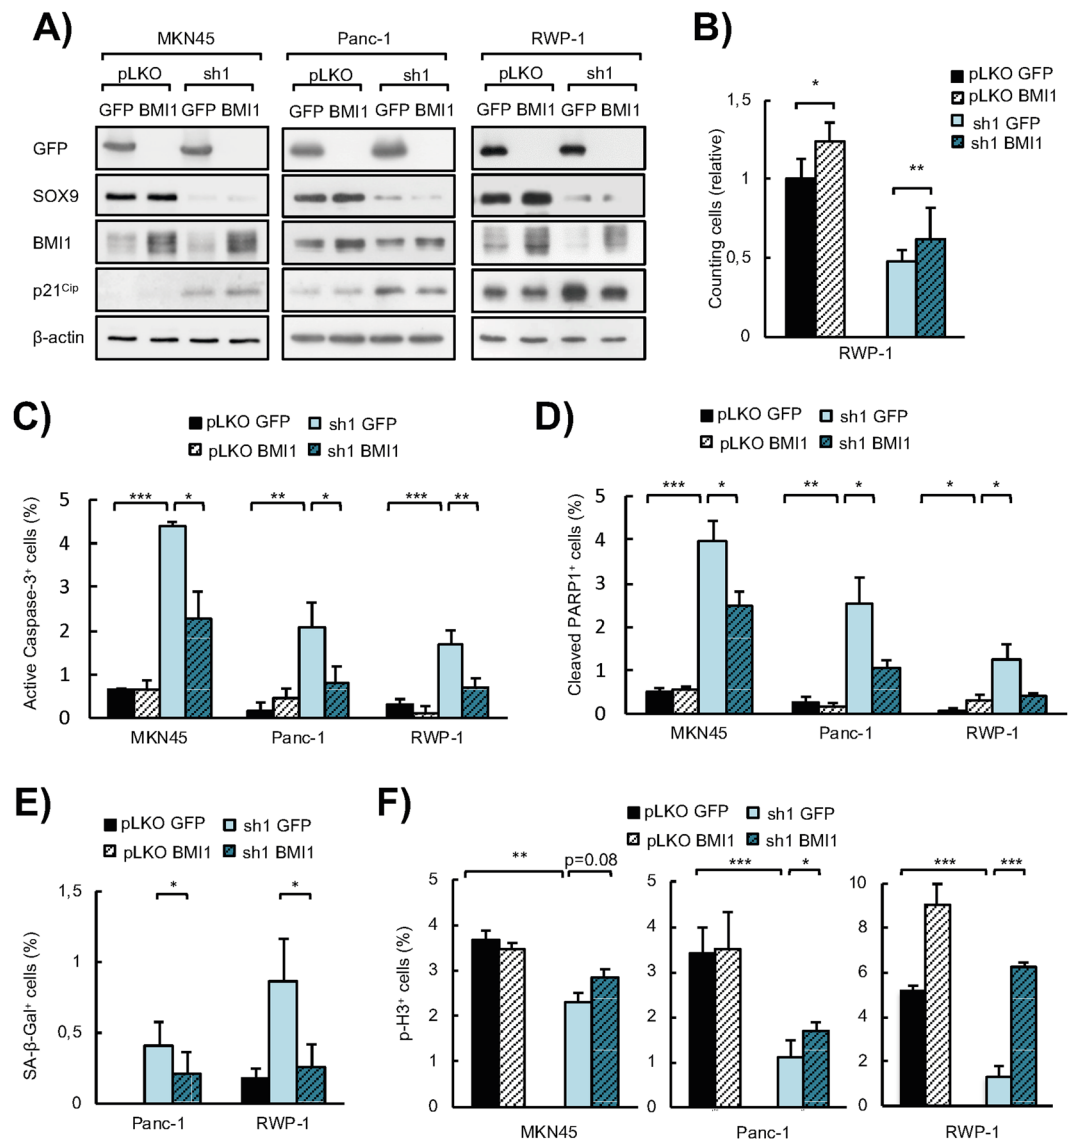 A)
MKN45 Panc-1 RWP-1
pLKO sh1 pLKO sh1 pLKO sh1
GFP BMI1 GFP BMI1 GFP BMI1 GFP BMI1 GFP BMI1 GFP BMI1
GFP
SOX9
BMI1
p21Cip
β-actin
B)
pLKO GFP
pLKO BMI1
sh1 GFP
sh1 BMI1
Counting cells (relative)
1,5
1
0,5
0
*
**
RWP-1
C)
pLKO GFP sh1 GFP
pLKO BMI1 sh1 BMI1
Active Caspase-3+ cells (%)
5
4
3
2
1
0
*** * ** * *** **
MKN45 Panc-1 RWP-1
D)
pLKO GFP sh1 GFP
pLKO BMI1 sh1 BMI1
Cleaved PARP1+ cells (%)
5
4
3
2
1
0
*** * ** * * *
MKN45 Panc-1 RWP-1
E)
pLKO GFP sh1 GFP
pLKO BMI1 sh1 BMI1
SA-β-Gal+ cells (%)
1,5
1
0,5
0
* *
Panc-1 RWP-1
F)
pLKO GFP sh1 GFP
pLKO BMI1 sh1 BMI1
p-H3+ cells (%)
5
4
3
2
1
0
** p=0.08
MKN45
5
4
3
2
1
0
*** *
Panc-1
10
8
6
4
2
0
*** ***
RWP-1